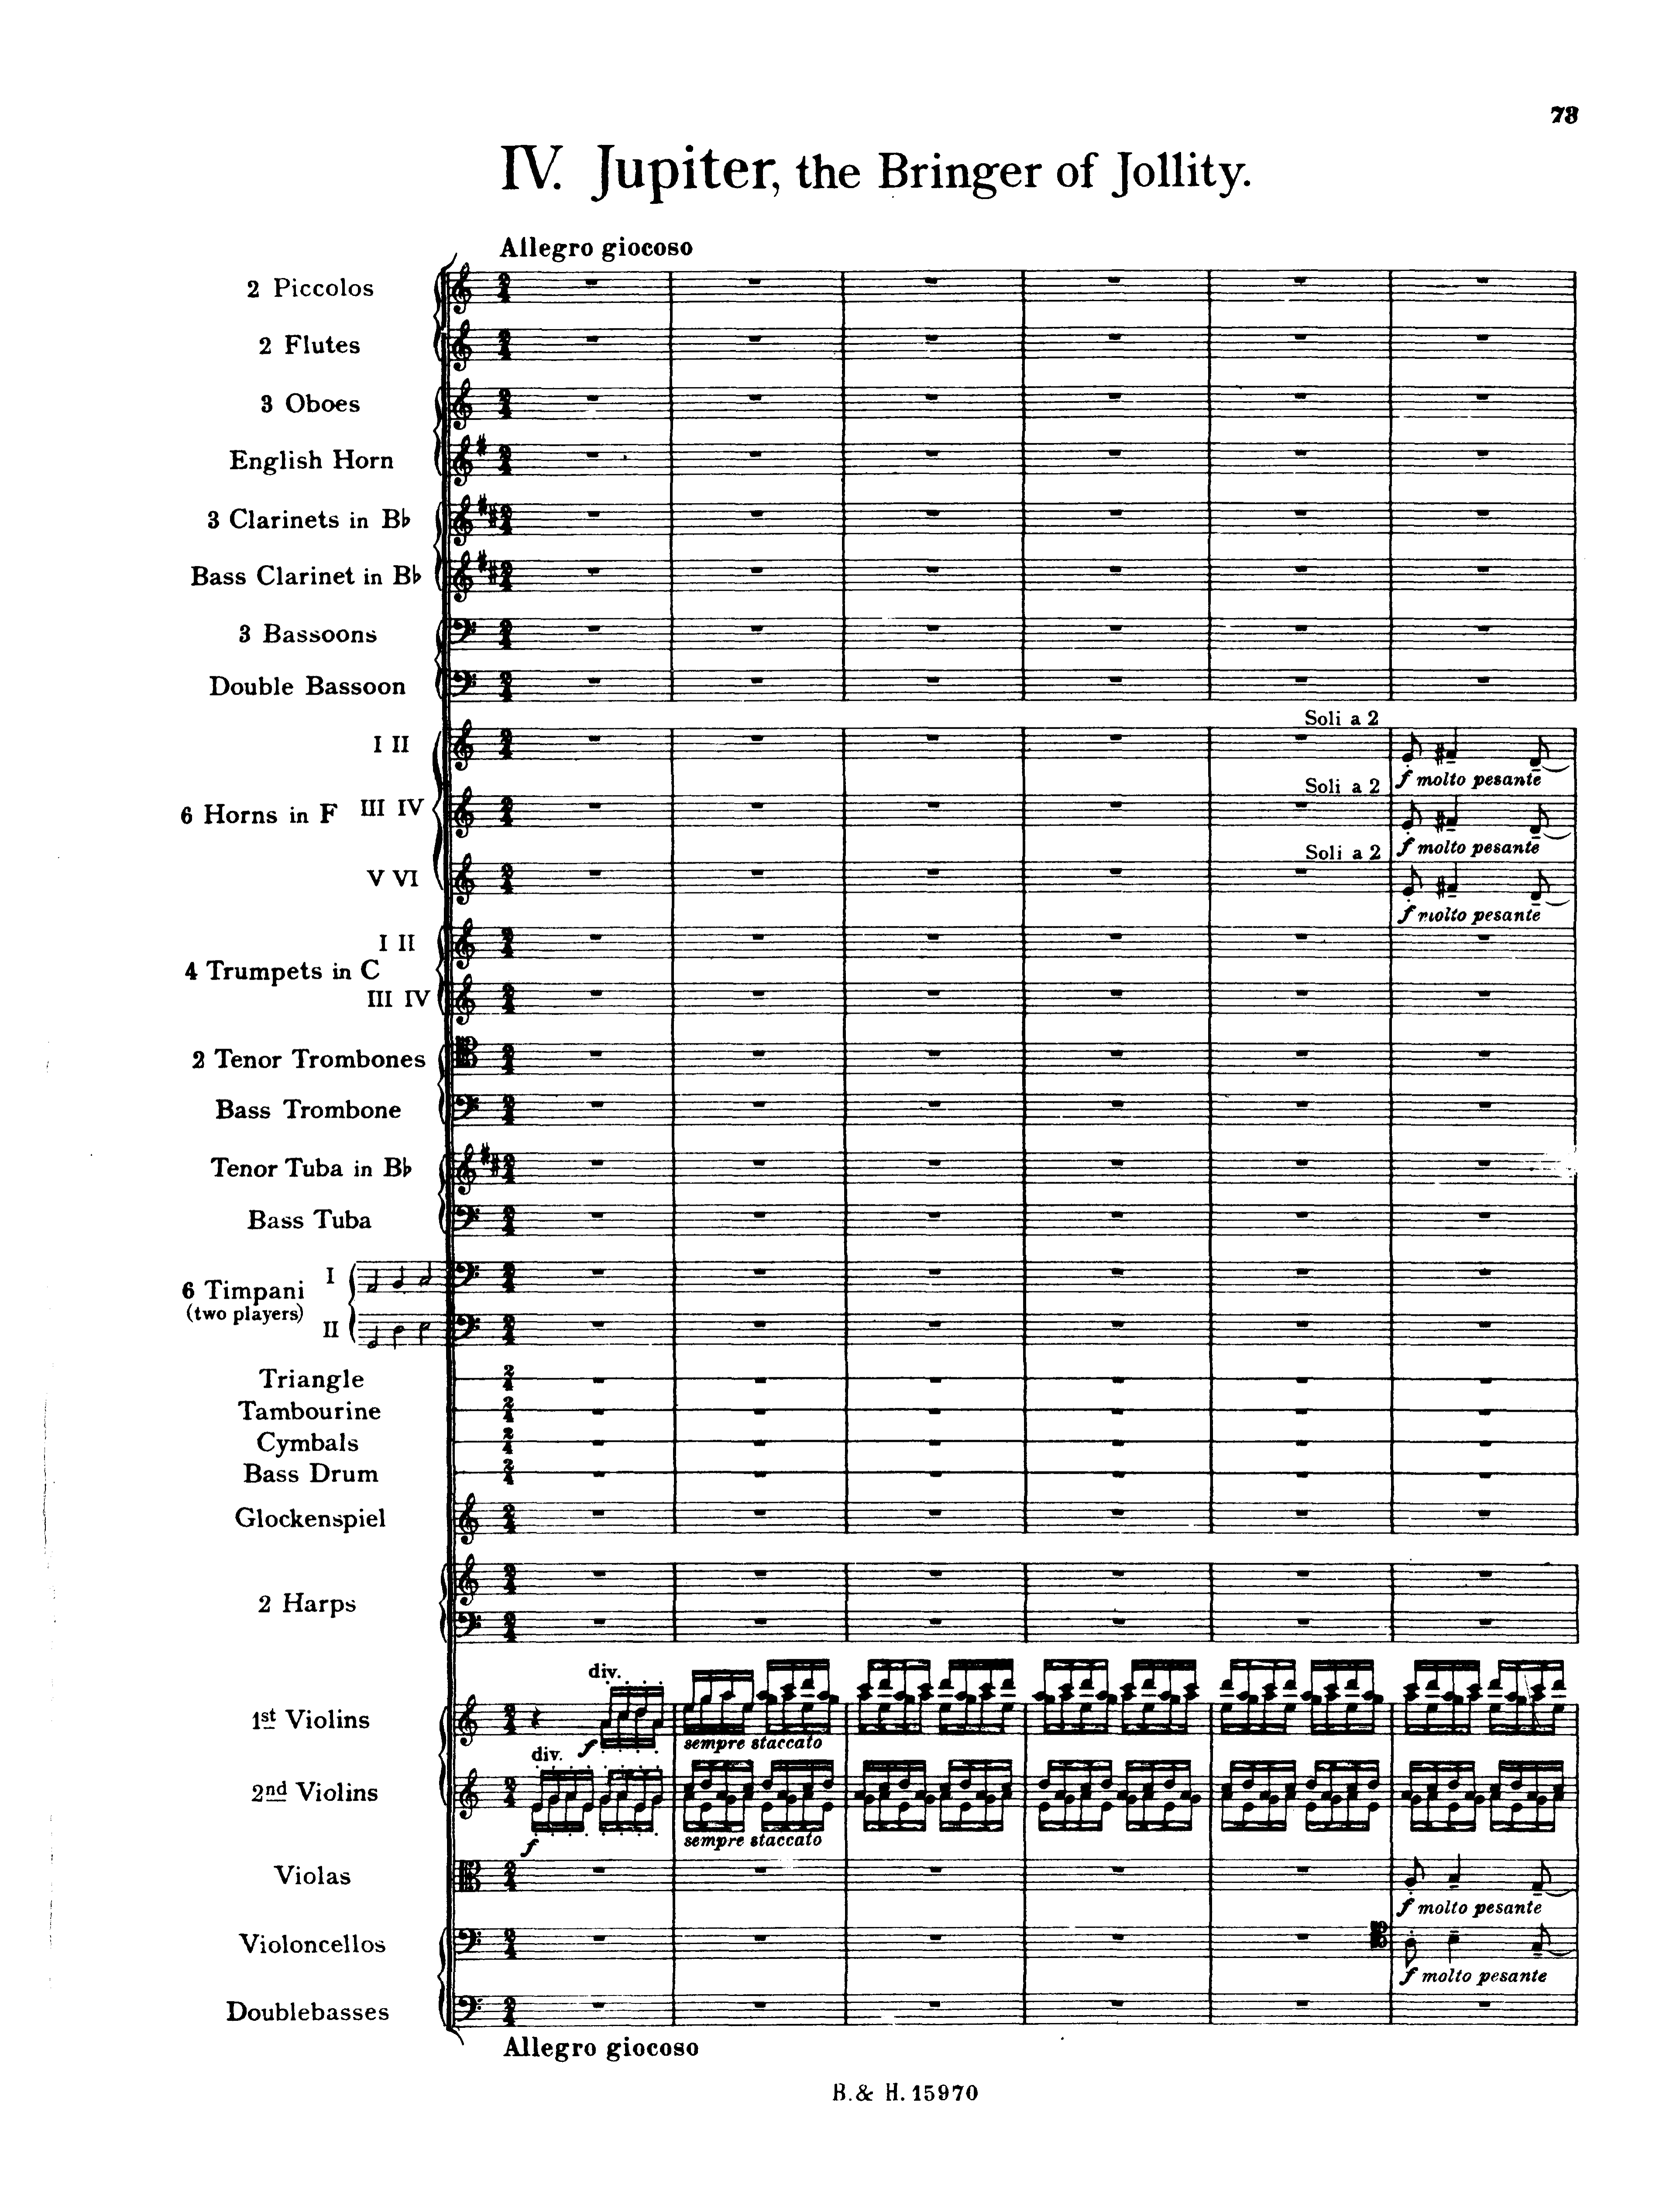 73
IV. Jupiter, the Bringer of Jollity.
Allegro giocoso
2 Piccolos
2 Flutes
3 Oboes
English Horn
3 Clarinets in B♭
Bass Clarinet in B♭
3 Bassoons
Double Bassoon
Soli a 2
I II
f molto pesante
Soli a 2
6 Horns in F III IV
f molto pesante
Soli a 2
V VI
f molto pesante
I II
4 Trumpets in C
III IV
2 Tenor Trombones
Bass Trombone
Tenor Tuba in B♭
Bass Tuba
I
6 Timpani
(two players)
II
Triangle
Tambourine
Cymbals
Bass Drum
Glockenspiel
2 Harps
div.
1st Violins
f sempre staccato
div.
2nd Violins
f sempre staccato
Violas
f molto pesante
Violoncellos
f molto pesante
Doublebasses
Allegro giocoso
B. & H. 15970